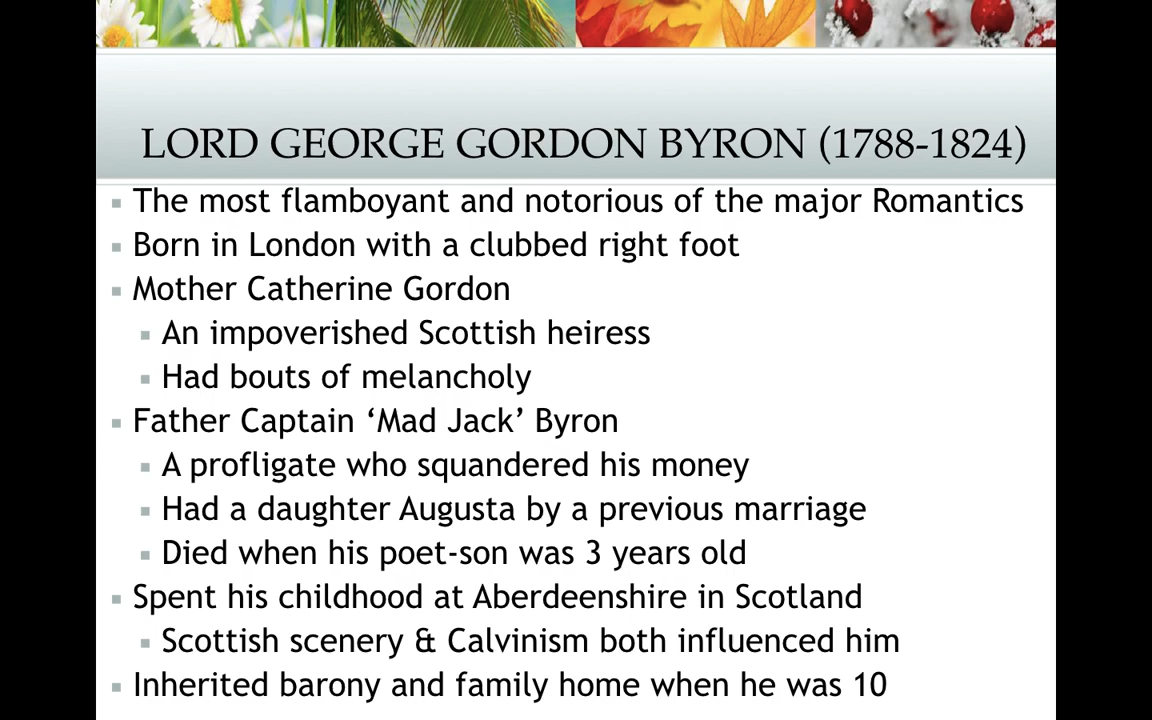 LORD GEORGE GORDON BYRON (1788-1824)
The most flamboyant and notorious of the major Romantics
Born in London with a clubbed right foot
Mother Catherine Gordon
An impoverished Scottish heiress
Had bouts of melancholy
Father Captain ‘Mad Jack’ Byron
A profligate who squandered his money
Had a daughter Augusta by a previous marriage
Died when his poet-son was 3 years old
Spent his childhood at Aberdeenshire in Scotland
Scottish scenery & Calvinism both influenced him
Inherited barony and family home when he was 10